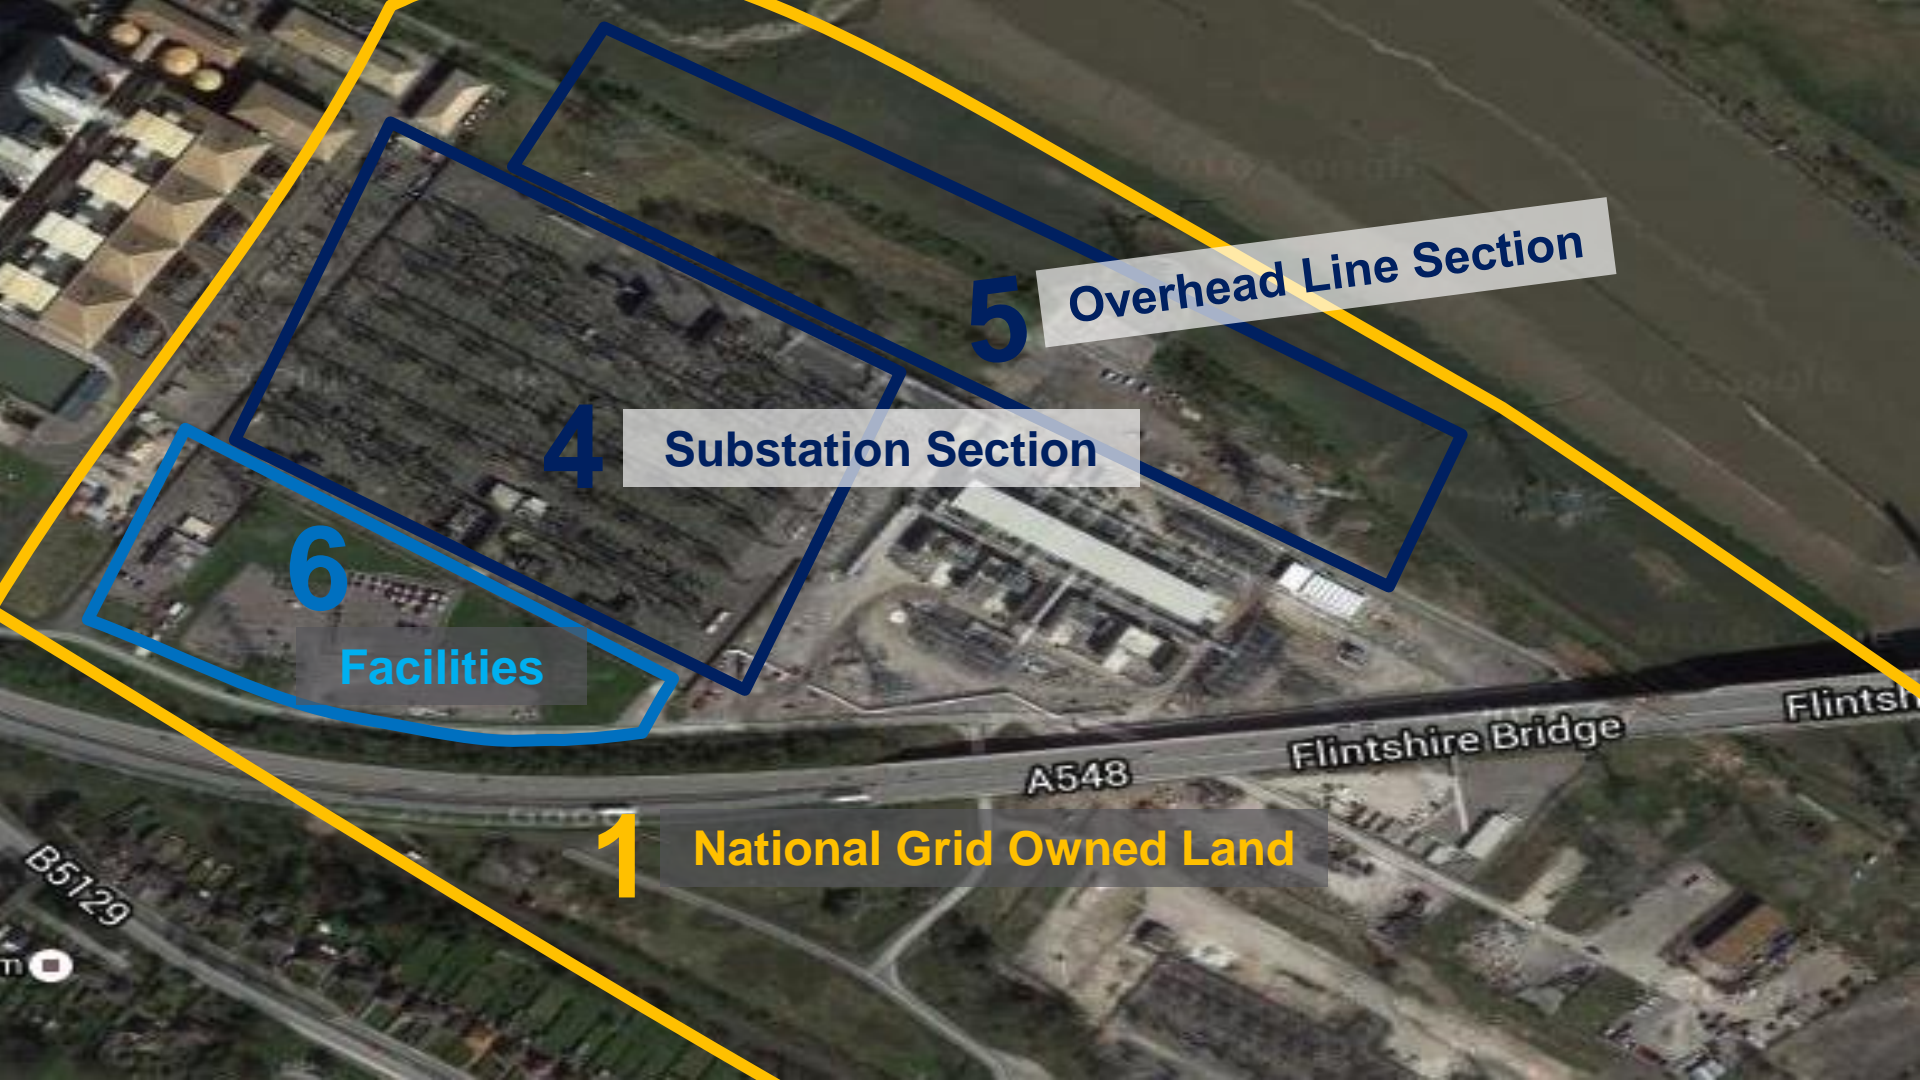 5
Overhead Line Section
4
Substation Section
6
Facilities
Flintsh
Flintshire Bridge
A548
1
National Grid Owned Land
B5129
m